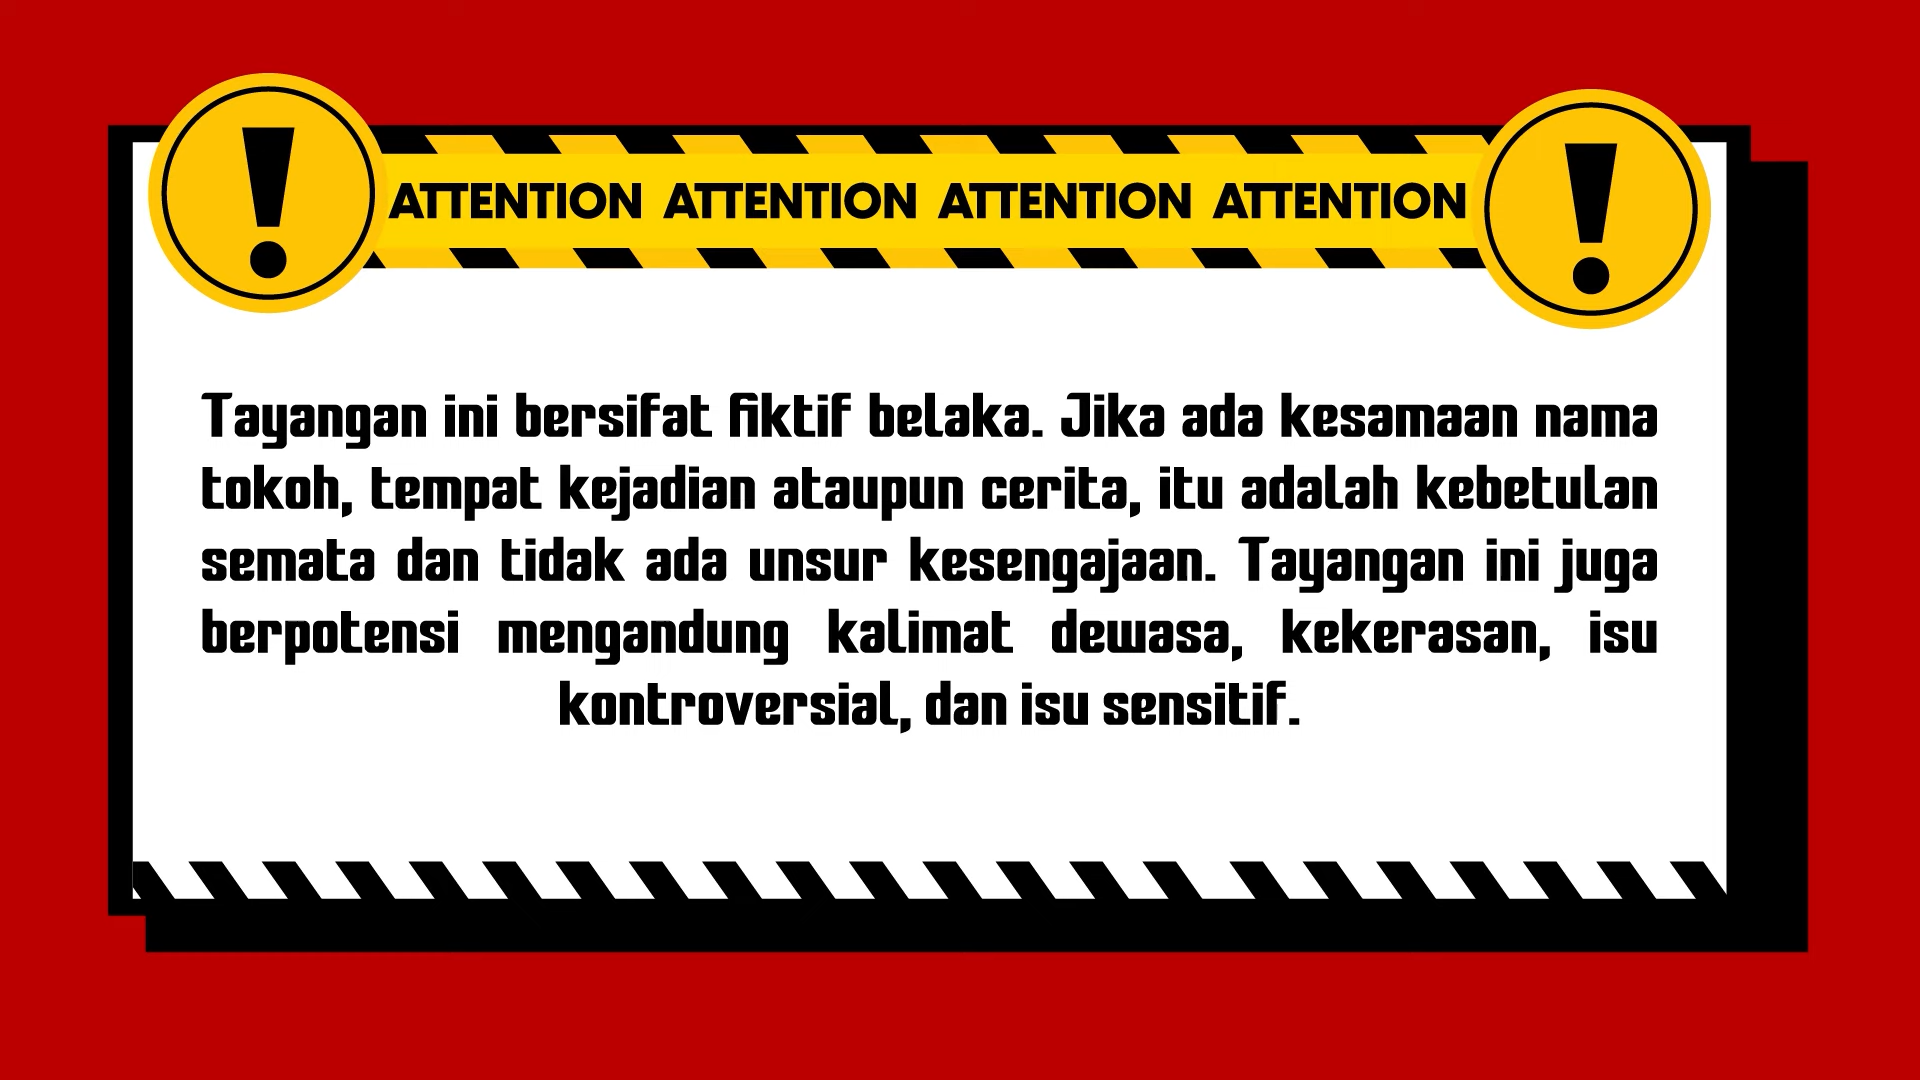 !
!
ATTENTION ATTENTION ATTENTION ATTENTION
Tayangan ini bersifat fiktif belaka. Jika ada kesamaan nama
tokoh, tempat kejadian ataupun cerita, itu adalah kebetulan
semata dan tidak ada unsur kesengajaan. Tayangan ini juga
berpotensi mengandung kalimat dewasa, kekerasan, isu
kontroversial, dan isu sensitif.